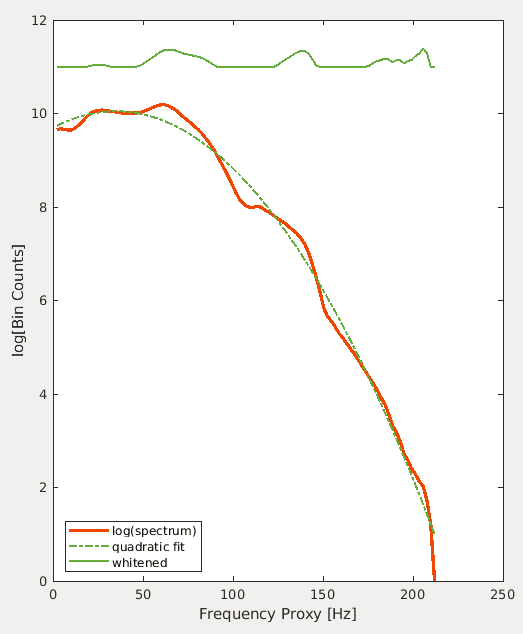 12
10
8
6
4
2
0
log[Bin Counts]
log(spectrum)
quadratic fit
whitened
0 50 100 150 200 250
Frequency Proxy [Hz]